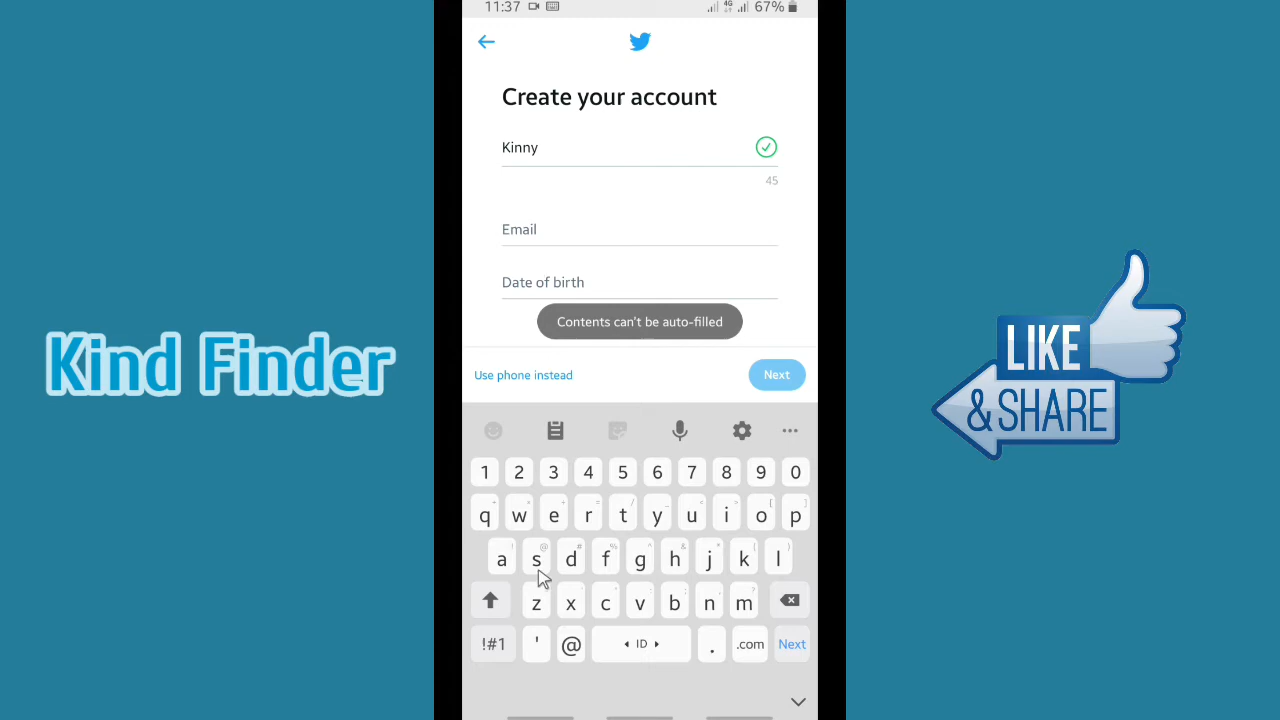 11:37 4G 67%
Create your account
Kinny
45
Email
Date of birth
Contents can't be auto-filled
Use phone instead Next
Kind Finder
LIKE
& SHARE
1 2 3 4 5 6 7 8 9 0
q w e r t y u i o p
a s d f g h j k l
z x c v b n m
!#1 ' @ ID . .com Next